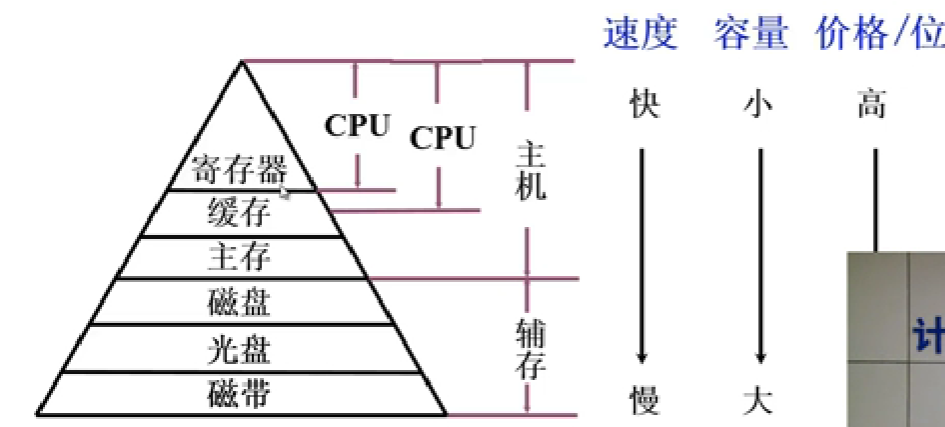 速度 容量 价格/位
快 小 高
CPU CPU
主机
寄存器
缓存
主存
磁盘
光盘
磁带
辅存
慢 大
计